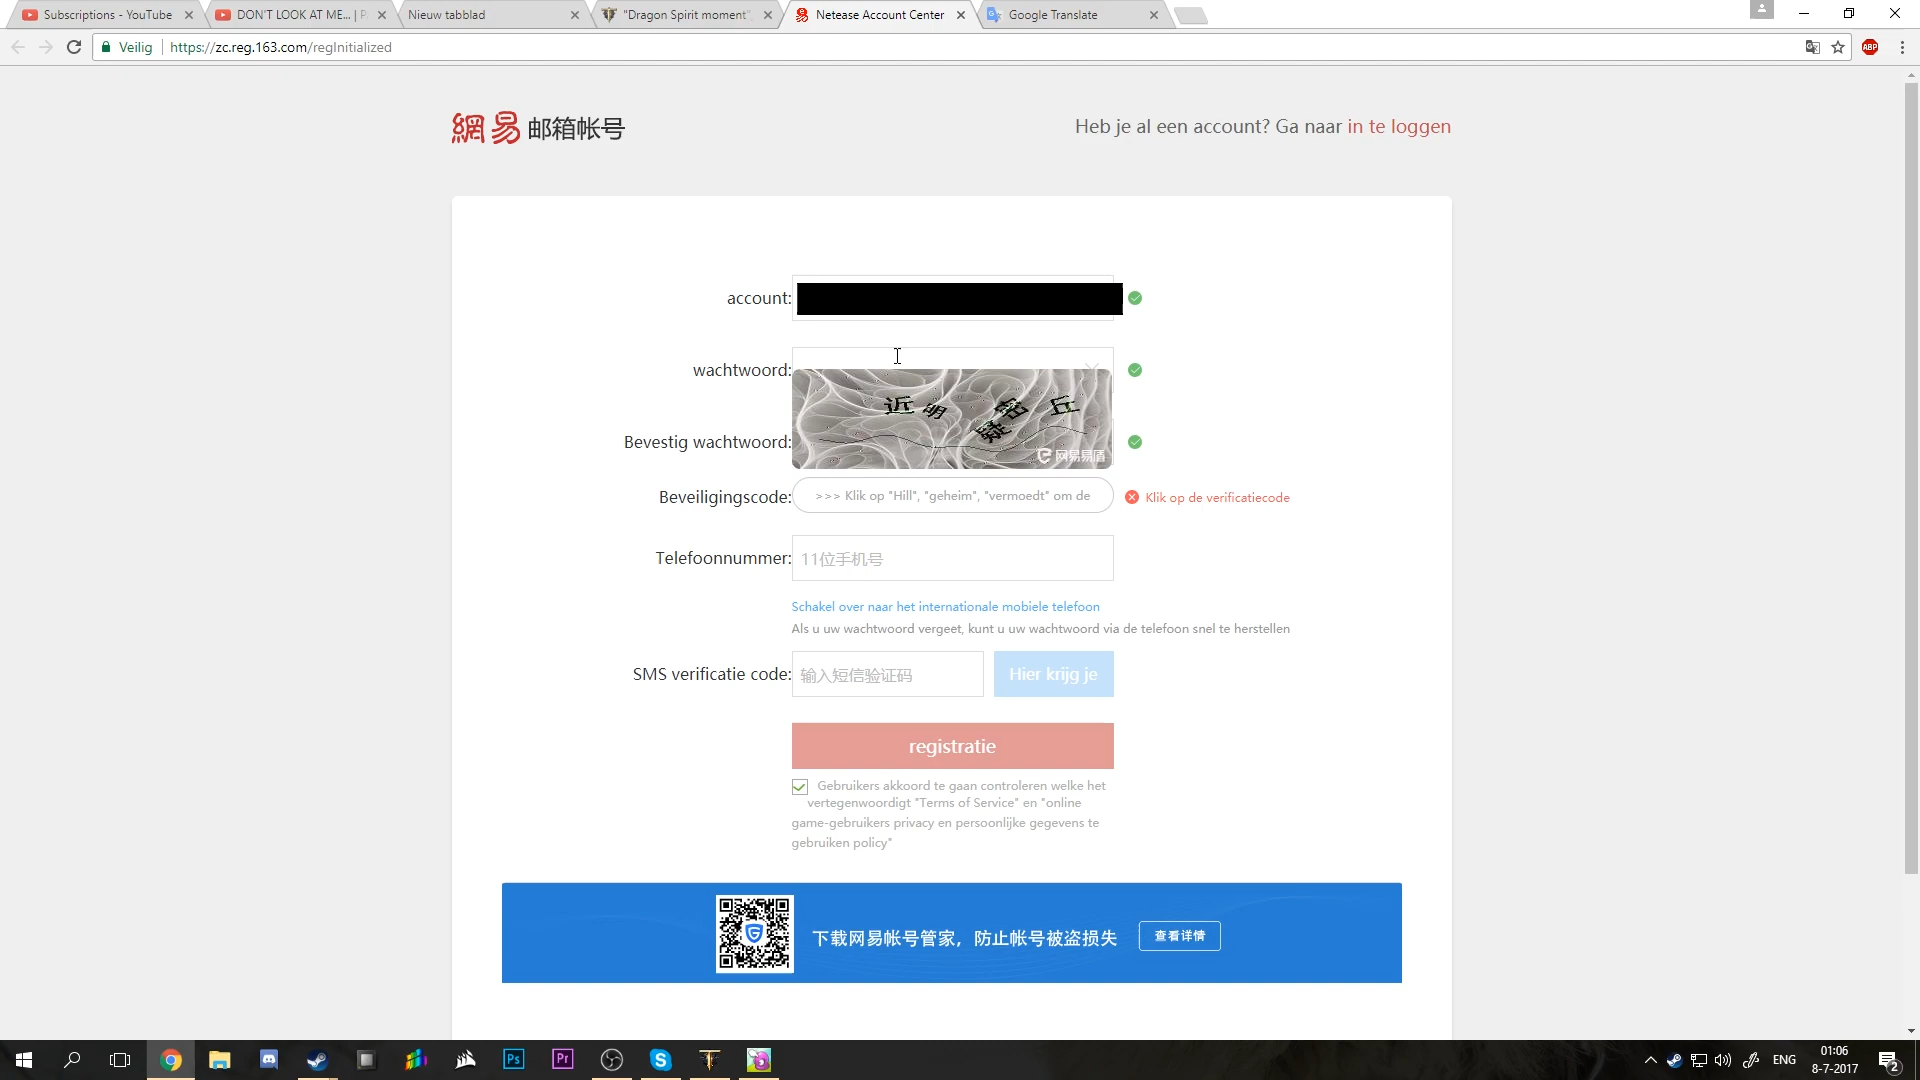 Subscriptions - YouTube
DON'T LOOK AT ME... | P
Nieuw tabblad
"Dragon Spirit moment"
Netease Account Center
Google Translate
Veilig
https://zc.reg.163.com/regInitialized
ABP
網易 邮箱帐号
Heb je al een account? Ga naar in te loggen
account:
wachtwoord:
近 明 丘 疑
网易易盾
Bevestig wachtwoord:
Beveiligingscode:
>>> Klik op "Hill", "geheim", "vermoedt" om de
Klik op de verificatiecode
Telefoonnummer:
11位手机号
Schakel over naar het internationale mobiele telefoon
Als u uw wachtwoord vergeet, kunt u uw wachtwoord via de telefoon snel te herstellen
SMS verificatie code:
输入短信验证码
Hier krijg je
registratie
Gebruikers akkoord te gaan controleren welke het
vertegenwoordigt "Terms of Service" en "online
game-gebruikers privacy en persoonlijke gegevens te
gebruiken policy"
下载网易帐号管家，防止帐号被盗损失
查看详情
Ps
Pr
ENG
01:06
8-7-2017
2